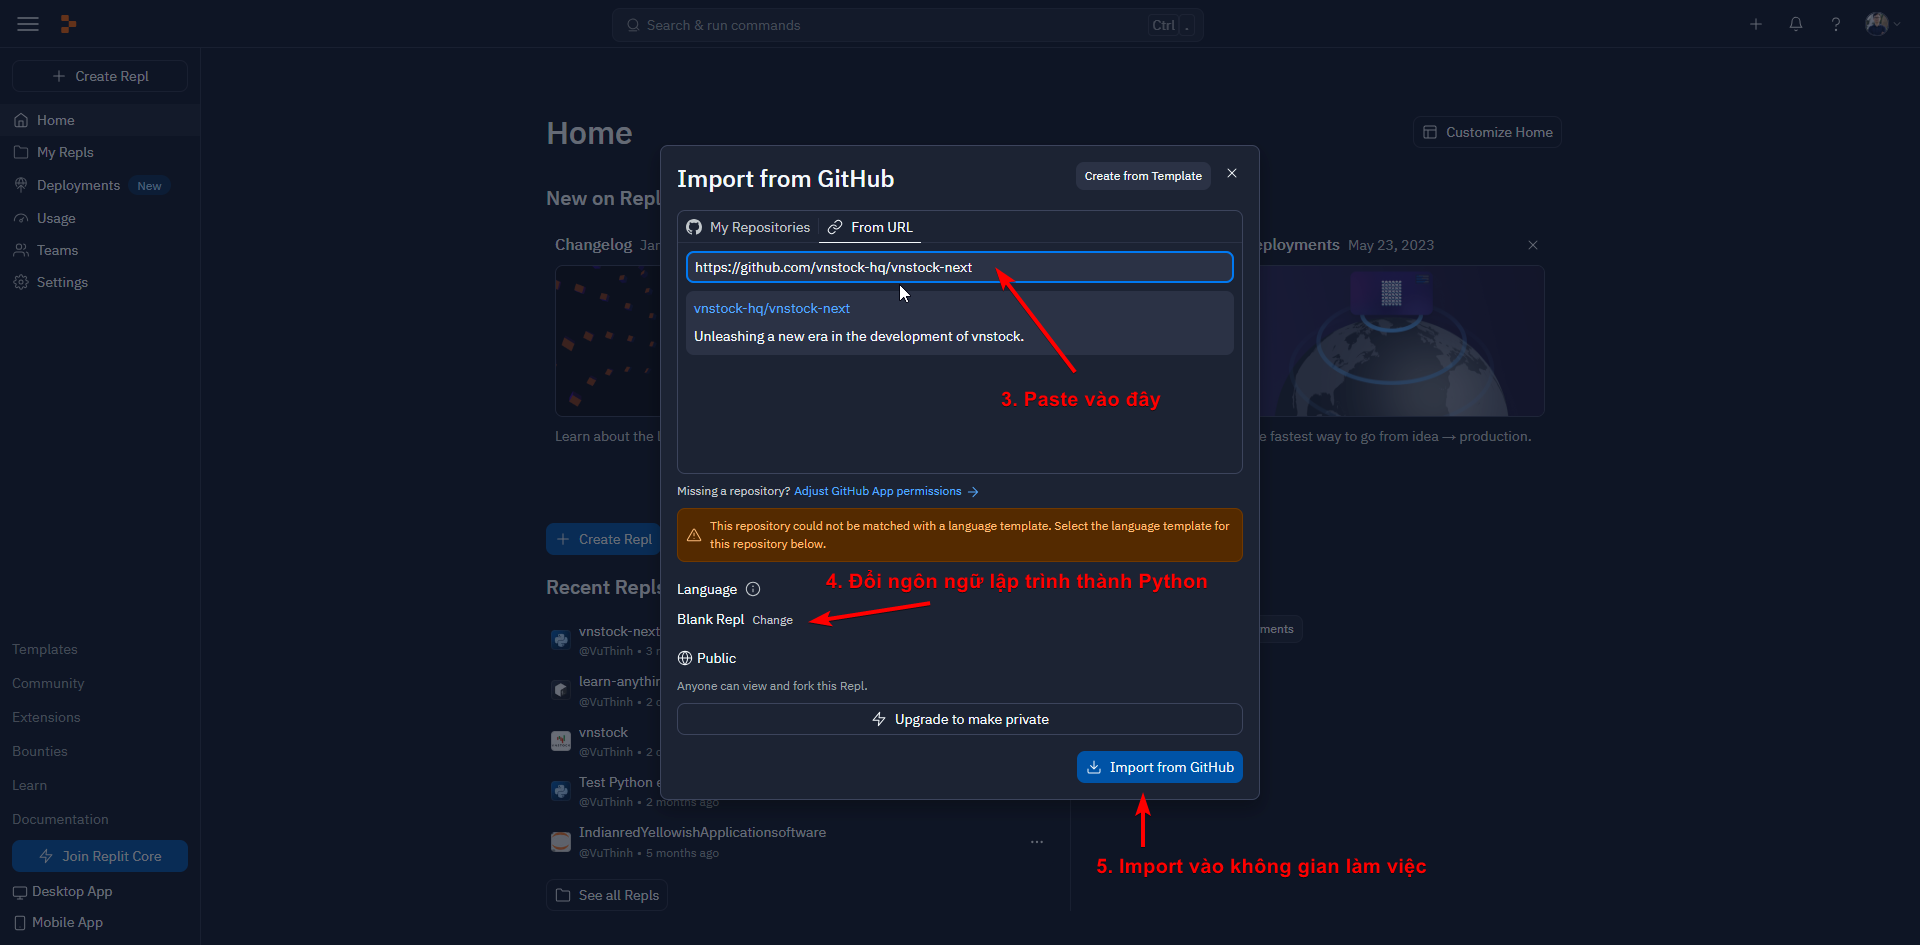 Search & run commands
Ctrl .
Create Repl
Home
My Repls
Deployments New
Usage
Teams
Settings
Templates
Community
Extensions
Bounties
Learn
Documentation
Join Replit Core
Desktop App
Mobile App
Home
Customize Home
New on Repl
Changelog Jar
Learn about the l
eployments May 23, 2023
e fastest way to go from idea → production.
Create Repl
Recent Repls
vnstock-next
@VuThinh • 3
learn-anythin
@VuThinh • 2
vnstock
@VuThinh • 2
Test Python e
@VuThinh • 2 months ago
IndianredYellowishApplicationsoftware
@VuThinh • 5 months ago
See all Repls
ments
Import from GitHub
Create from Template
My Repositories
From URL
https://github.com/vnstock-hq/vnstock-next
vnstock-hq/vnstock-next
Unleashing a new era in the development of vnstock.
3. Paste vào đây
Missing a repository? Adjust GitHub App permissions →
This repository could not be matched with a language template. Select the language template for
this repository below.
4. Đổi ngôn ngữ lập trình thành Python
Language
Blank Repl Change
Public
Anyone can view and fork this Repl.
Upgrade to make private
Import from GitHub
5. Import vào không gian làm việc